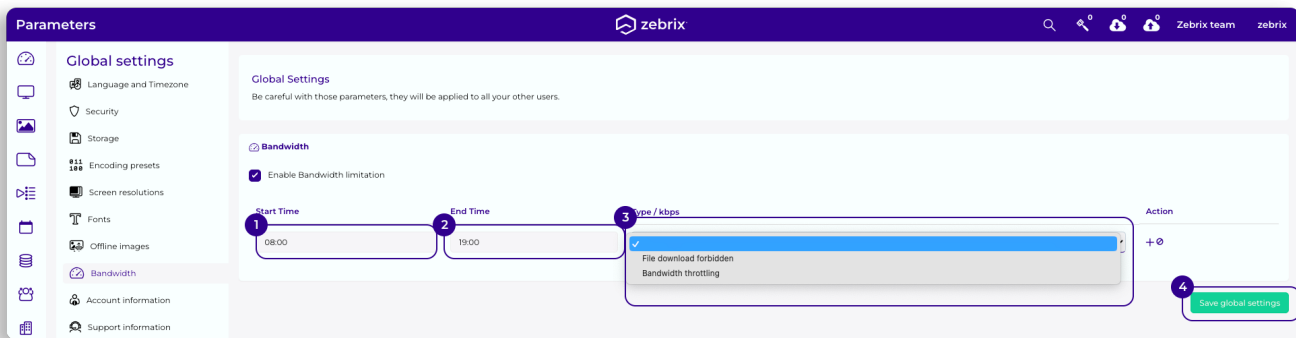 Parameters
zebrix
0
0
0
Zebrix team
zebrix
Global settings
Language and Timezone
Security
Storage
011
100
Encoding presets
Screen resolutions
Fonts
Offline images
Bandwidth
Account information
Support information
Global Settings
Be careful with those parameters, they will be applied to all your other users.
Bandwidth
Enable Bandwidth limitation
Start Time
End Time
Type / kbps
Action
1
08:00
2
19:00
3
File download forbidden
Bandwidth throttling
4
Save global settings